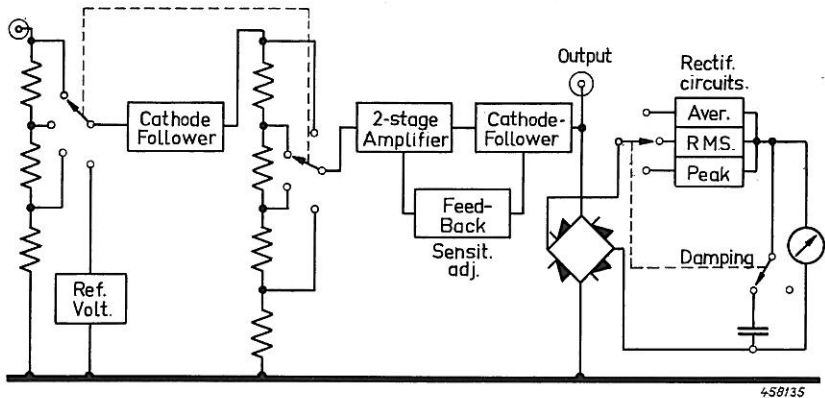 Output
Rectif.
circuits.
Cathode
Follower
2-stage
Amplifier
Cathode-
Follower
Aver.
R.M.S.
Peak
Feed-
Back
Sensit.
adj.
Damping
Ref.
Volt.
458135